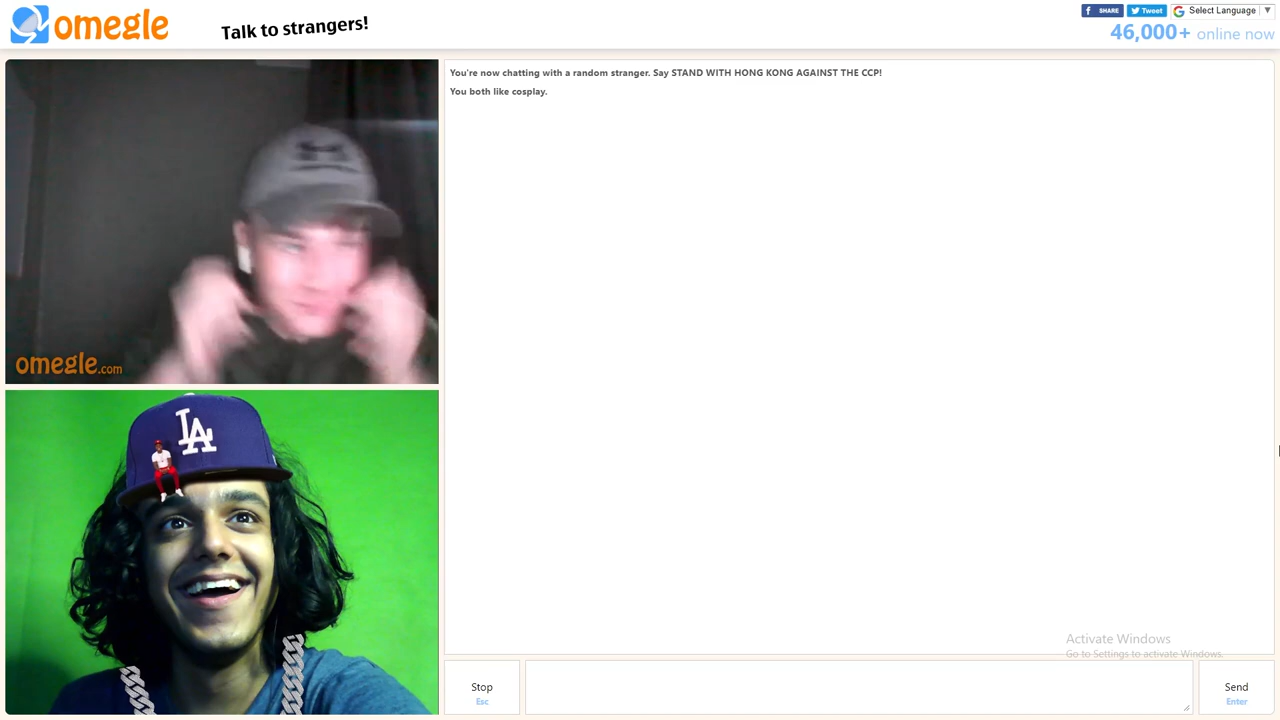 omegle
Talk to strangers!
SHARE
Tweet
Select Language
46,000+ online now
You're now chatting with a random stranger. Say STAND WITH HONG KONG AGAINST THE CCP!
You both like cosplay.
omegle.com
LA
Activate Windows
Go to Settings to activate Windows.
Stop
Esc
Send
Enter